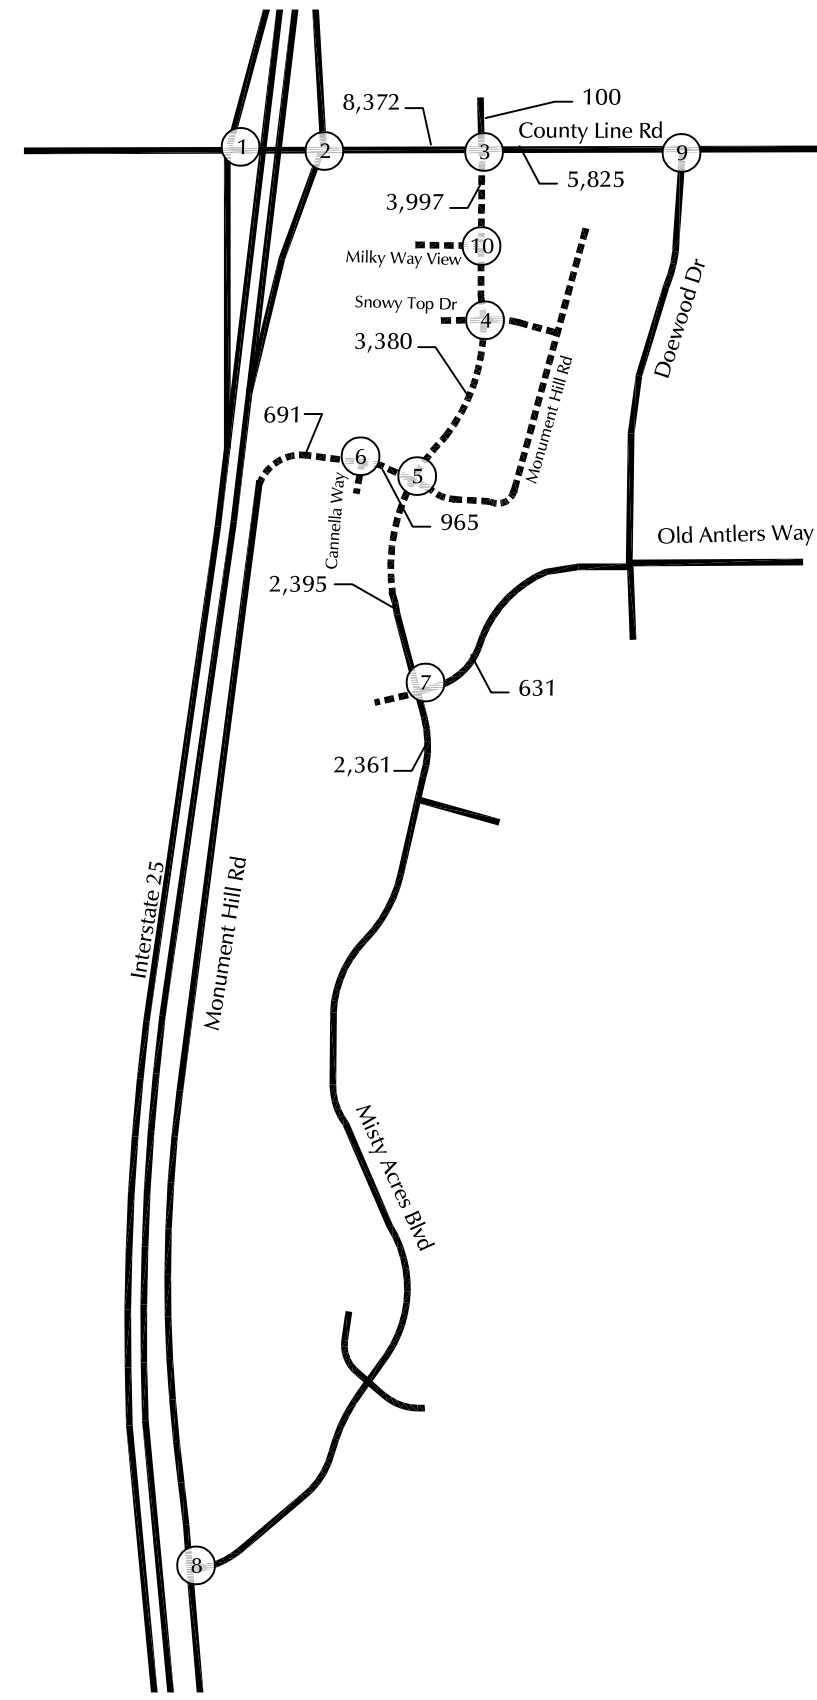 8,372
100
County Line Rd
1
2
3
9
5,825
3,997
10
Milky Way View
Snowy Top Dr
4
3,380
Doewood Dr
Monument Hill Rd
691
6
5
Cannella Way
965
Old Antlers Way
2,395
7
631
2,361
Interstate 25
Monument Hill Rd
Misty Acres Blvd
8